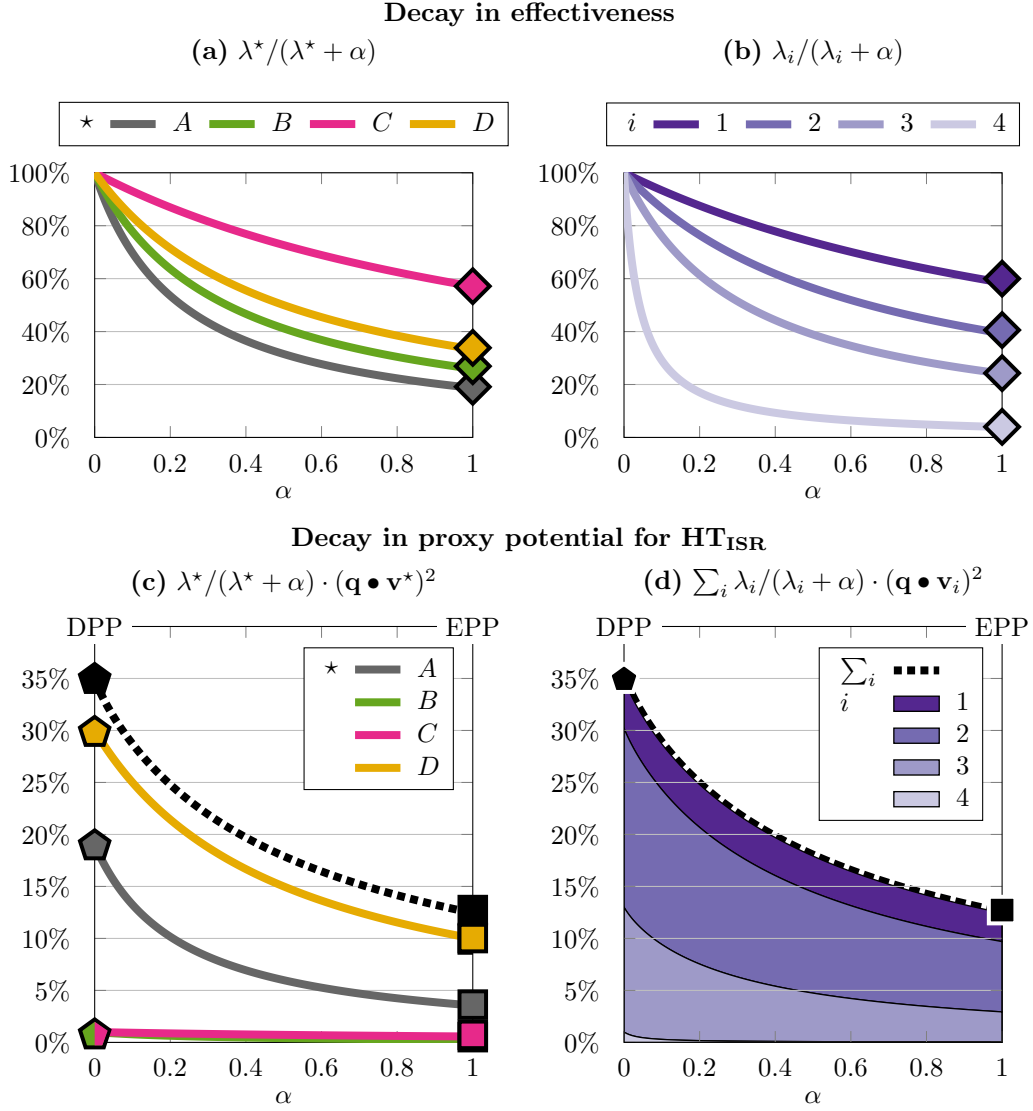 Decay in effectiveness
(a) λ⋆/(λ⋆ + α)
(b) λi/(λi + α)
⋆ A B C D
i 1 2 3 4
100%
80%
60%
40%
20%
0%
0 0.2 0.4 0.6 0.8 1
α
100%
80%
60%
40%
20%
0%
0 0.2 0.4 0.6 0.8 1
α
Decay in proxy potential for HT_ISR
(c) λ⋆/(λ⋆ + α) · (q • v⋆)²
(d) ∑i λi/(λi + α) · (q • vi)²
DPP EPP
⋆ A
B
C
D
35%
30%
25%
20%
15%
10%
5%
0%
0 0.2 0.4 0.6 0.8 1
α
DPP EPP
∑i
i 1
2
3
4
35%
30%
25%
20%
15%
10%
5%
0%
0 0.2 0.4 0.6 0.8 1
α